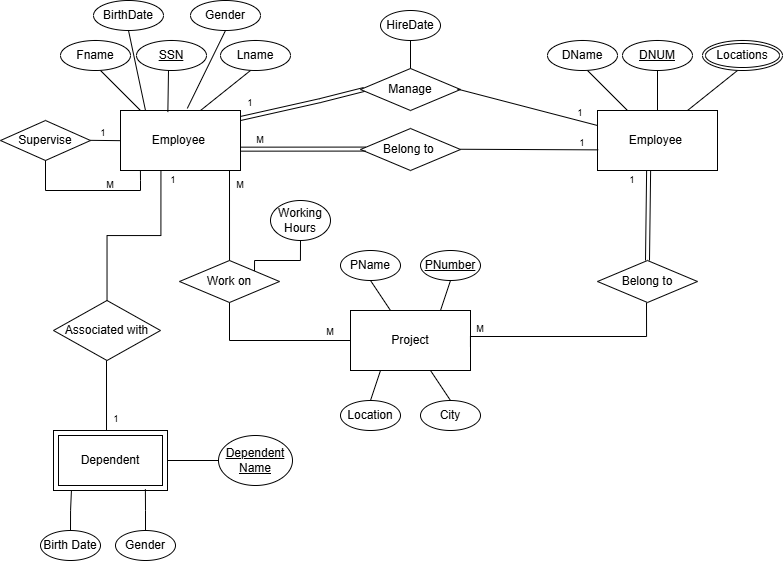 BirthDate
Gender
HireDate
Fname
SSN
Lname
DName
DNUM
Locations
Manage
1
1
Employee
Employee
Supervise
1
M
Belong to
1
M
1
M
1
Working
Hours
PName
PNumber
Work on
Belong to
Associated with
M
Project
M
Location
City
1
Dependent
Dependent
Name
Birth Date
Gender